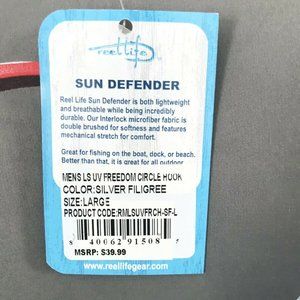 reel life
SUN DEFENDER
Reel Life Sun Defender is both lightweight
and breathable while being incredibly
durable. Our Interlock microfiber fabric is
double brushed for softness and features
mechanical stretch for comfort.
Great for fishing on the boat, dock, or beach.
Better than that, it is great for all outdoor
MENS LS UV FREEDOM CIRCLE HOOK
COLOR:SILVER FILIGREE
SIZE:LARGE
PRODUCT CODE:RMLSUVFRCH-SF-L
8 40062 91508
MSRP: $39.99
www.reellifegear.com